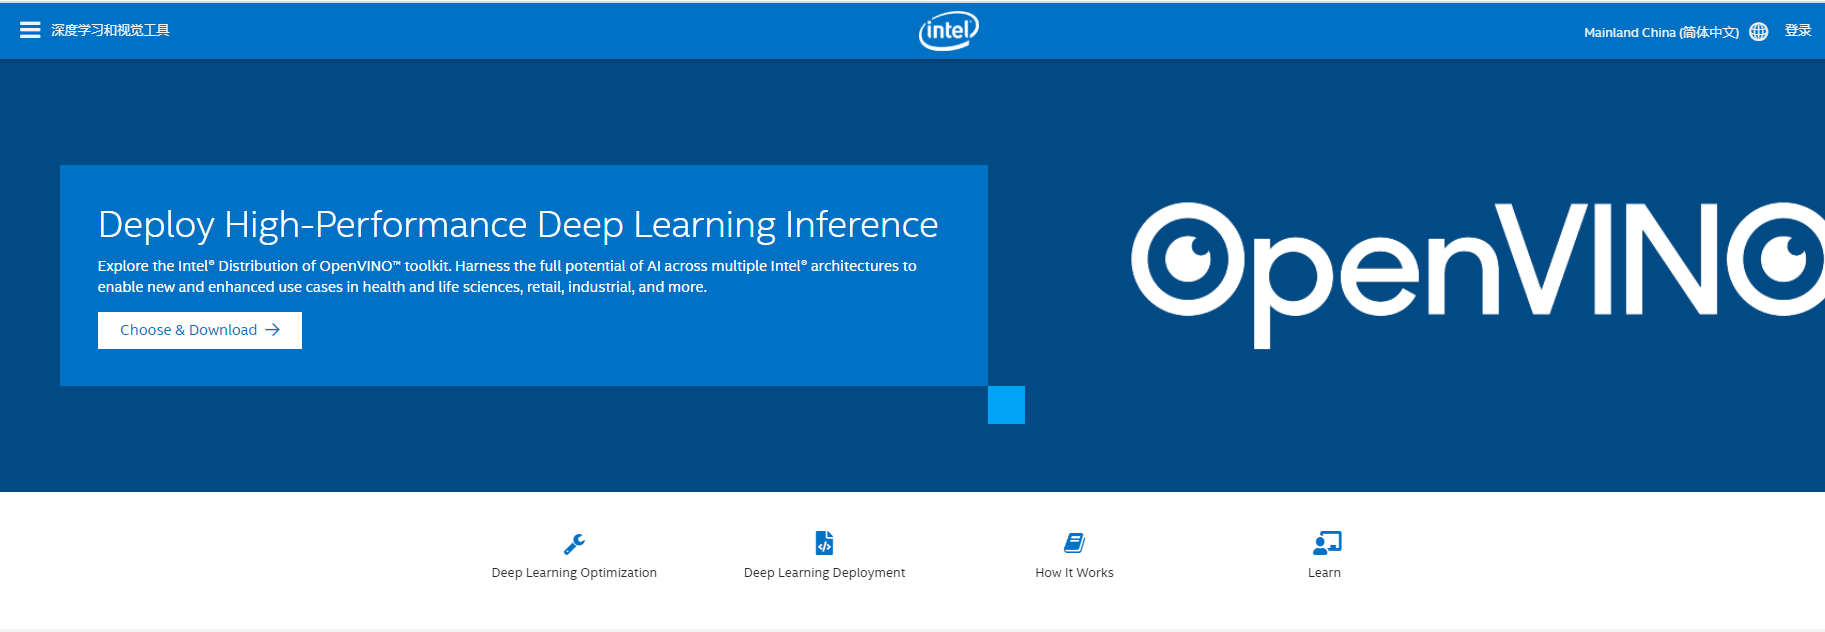 深度学习和视觉工具
intel
Mainland China (简体中文)
登录
Deploy High-Performance Deep Learning Inference
Explore the Intel® Distribution of OpenVINO™ toolkit. Harness the full potential of AI across multiple Intel® architectures to
enable new and enhanced use cases in health and life sciences, retail, industrial, and more.
Choose & Download →
OpenVINO
Deep Learning Optimization
Deep Learning Deployment
How It Works
Learn